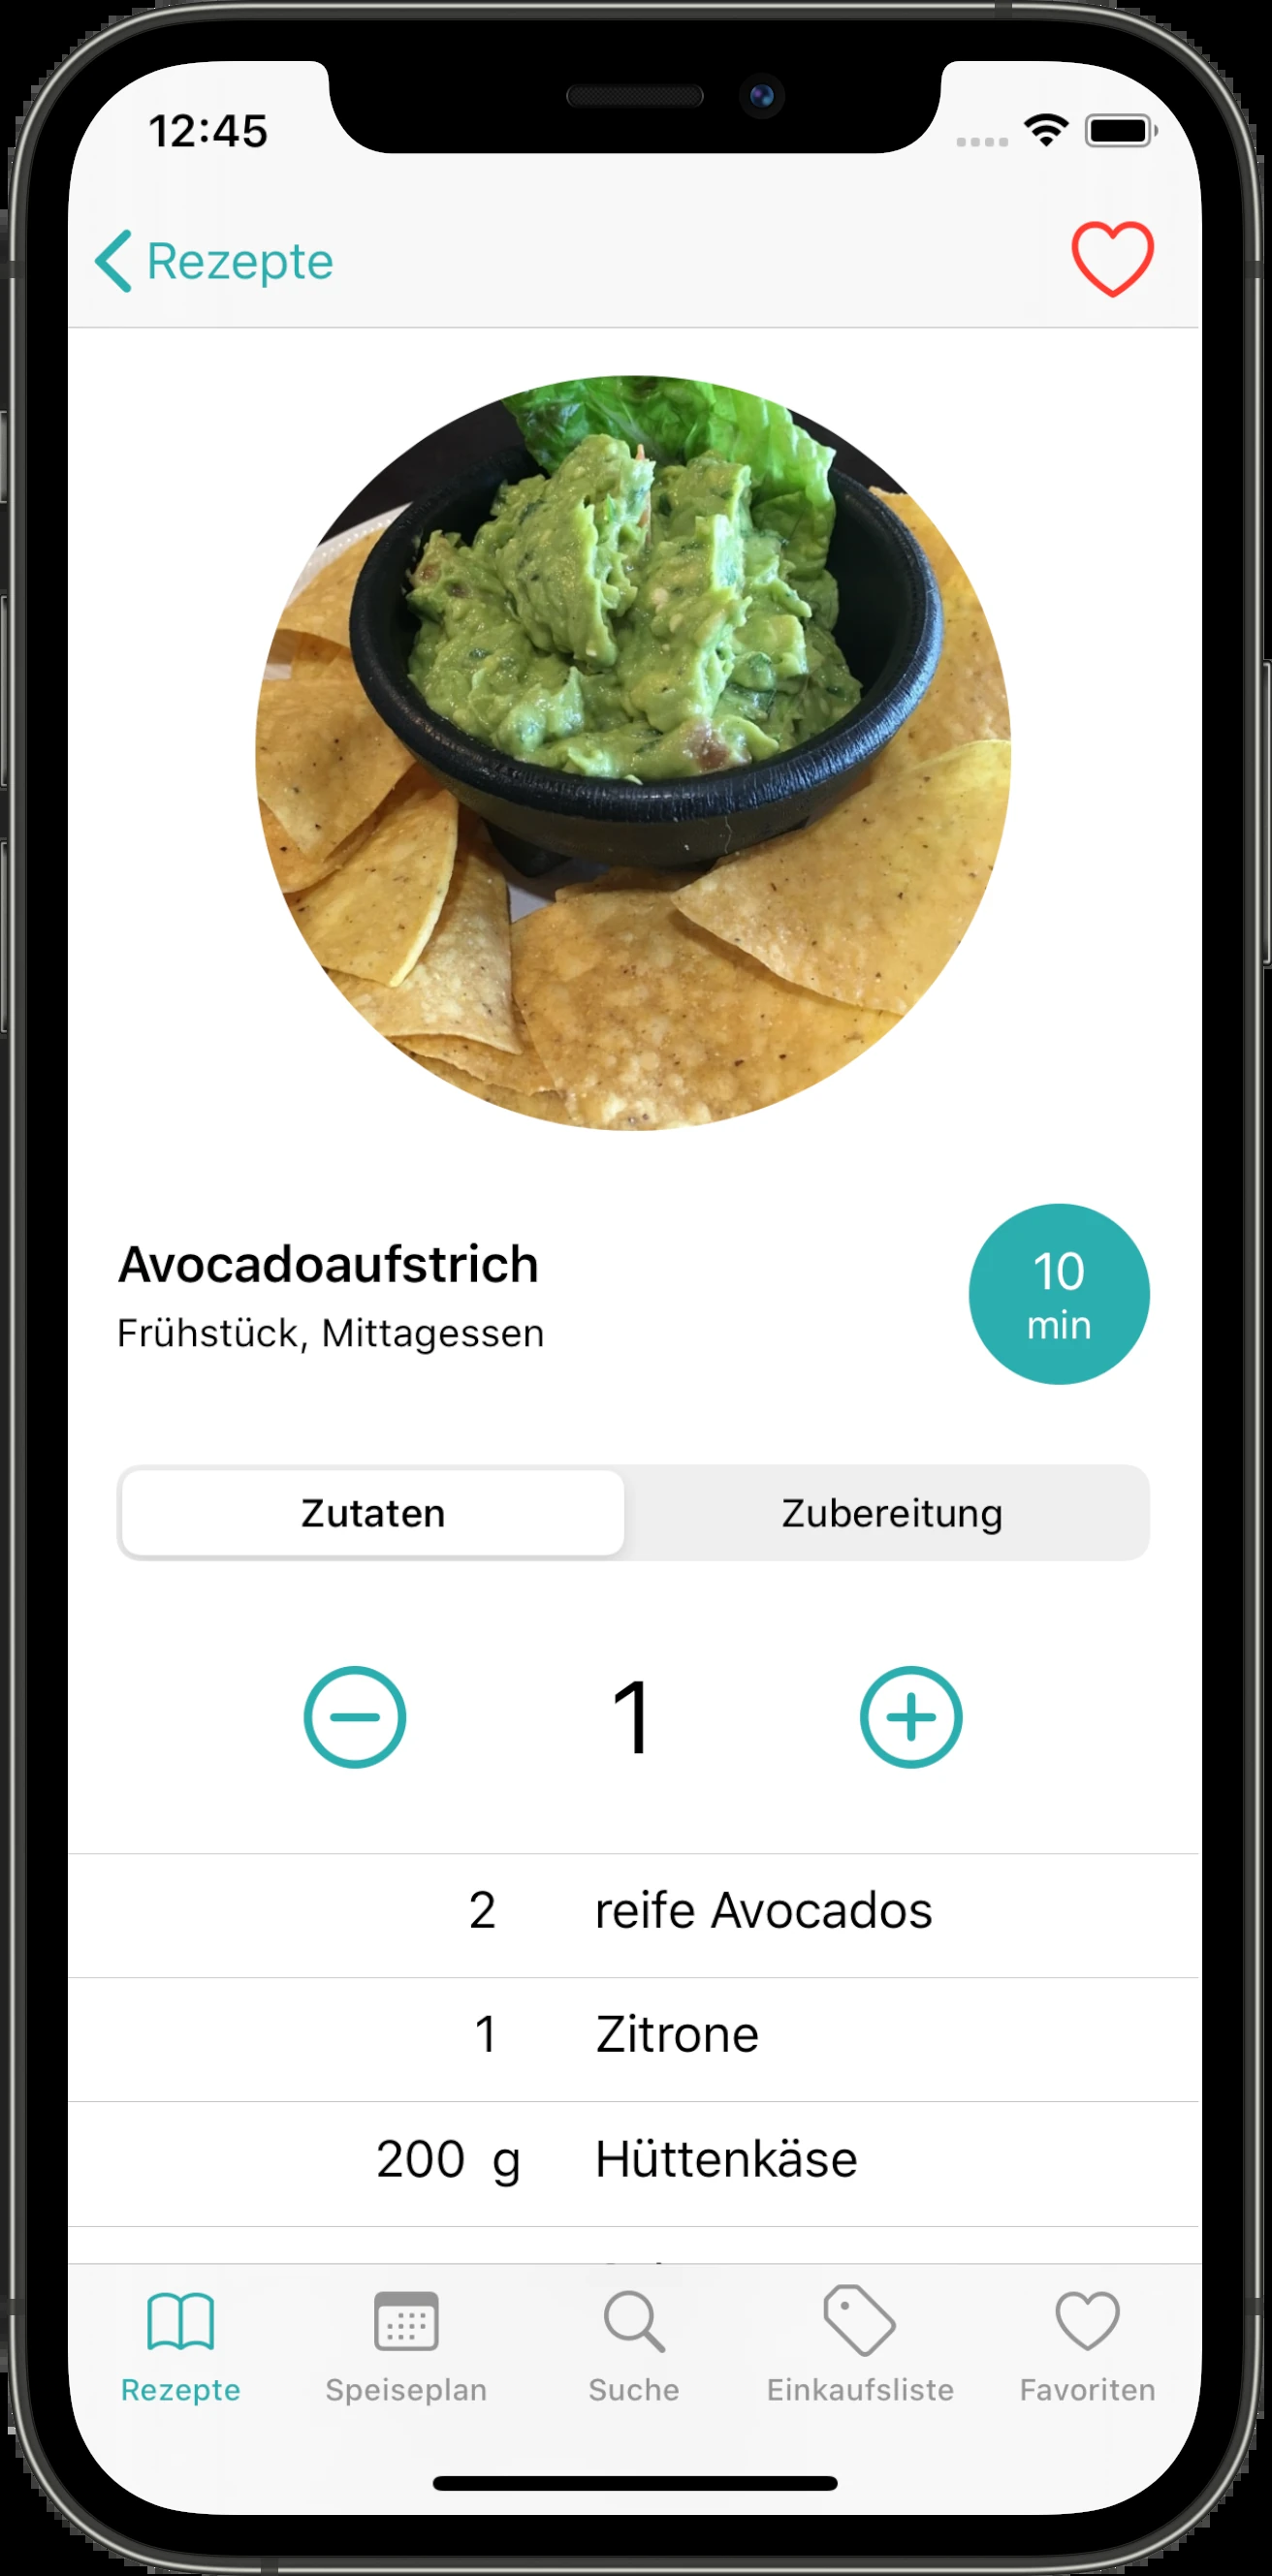 12:45
Rezepte
Avocadoaufstrich
Frühstück, Mittagessen
10
min
Zutaten
Zubereitung
1
2 reife Avocados
1 Zitrone
200 g Hüttenkäse
Rezepte Speiseplan Suche Einkaufsliste Favoriten